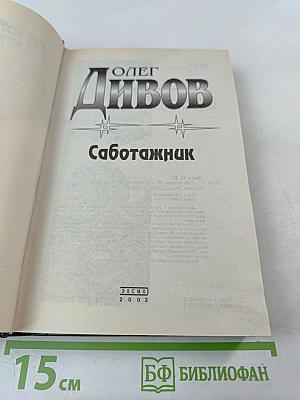 ОЛЕГ
ДИВОВ
Саботажник
ЭКСМО
2002
15 см
БФ БИБЛИОФАН